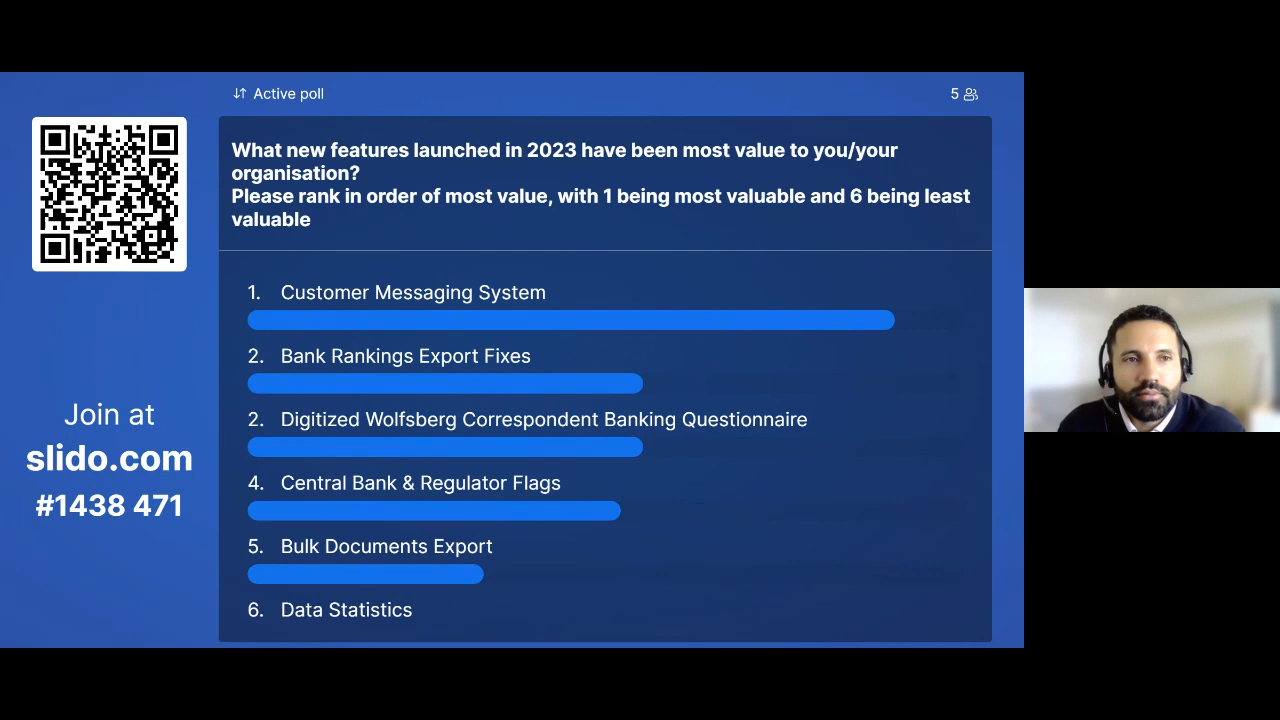 Active poll
5
What new features launched in 2023 have been most value to you/your
organisation?
Please rank in order of most value, with 1 being most valuable and 6 being least
valuable
1. Customer Messaging System
2. Bank Rankings Export Fixes
2. Digitized Wolfsberg Correspondent Banking Questionnaire
4. Central Bank & Regulator Flags
5. Bulk Documents Export
6. Data Statistics
Join at
slido.com
#1438 471